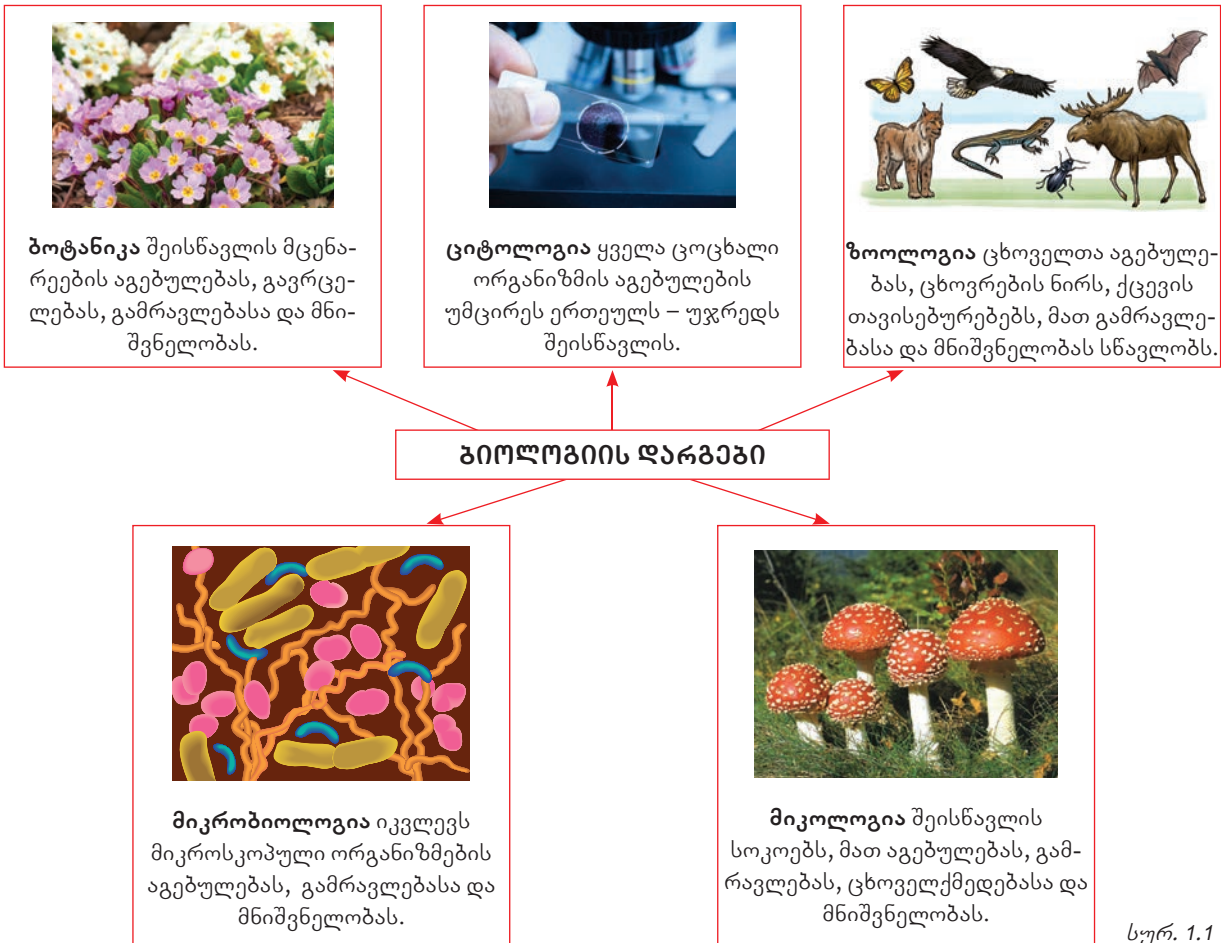 ბოტანიკა შეისწავლის მცენა-
რეების აგებულებას, გავრცე-
ლებას, გამრავლებასა და მნი-
შვნელობას.
ციტოლოგია ყველა ცოცხალი
ორგანიზმის აგებულების
უმცირეს ერთეულს – უჯრედს
შეისწავლის.
ზოოლოგია ცხოველთა აგებულე-
ბას, ცხოვრების წირს, ქცევის
თავისებურებებს, მათ გამრავლე-
ბასა და მნიშვნელობას სწავლობს.
ბიოლოგიის დარგები
მიკრობიოლოგია იკვლევს
მიკროსკოპული ორგანიზმების
აგებულებას, გამრავლებასა და
მნიშვნელობას.
მიკოლოგია შეისწავლის
სოკოებს, მათ აგებულებას, გამ-
რავლებას, ცხოველქმედებასა და
მნიშვნელობას.
სურ. 1.1